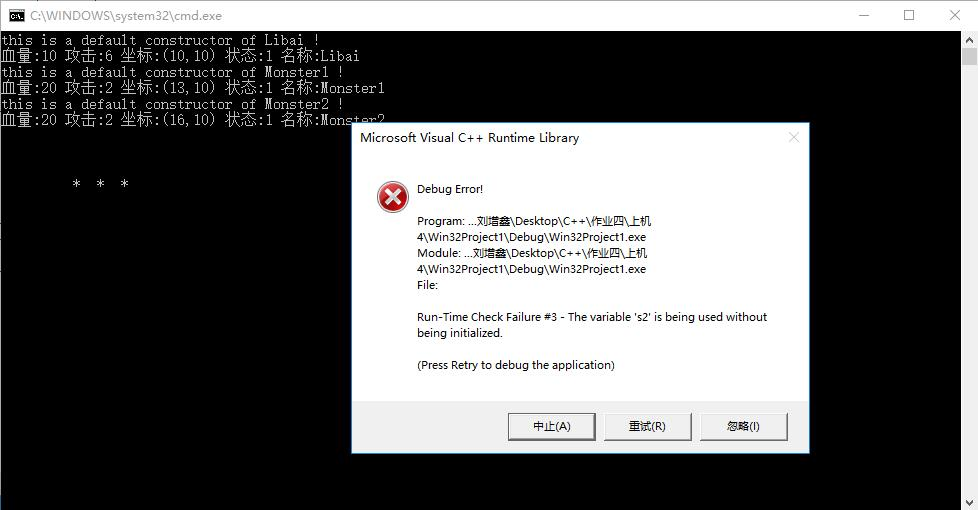 C:\WINDOWS\system32\cmd.exe
this is a default constructor of Libai !
血量:10 攻击:6 坐标:(10,10) 状态:1 名称:Libai
this is a default constructor of Monster1 !
血量:20 攻击:2 坐标:(13,10) 状态:1 名称:Monster1
this is a default constructor of Monster2 !
血量:20 攻击:2 坐标:(16,10) 状态:1 名称:Monster2
* * *
Microsoft Visual C++ Runtime Library
Debug Error!
Program: ...刘增鑫\Desktop\C++\作业四\上机
4\Win32Project1\Debug\Win32Project1.exe
Module: ...刘增鑫\Desktop\C++\作业四\上机
4\Win32Project1\Debug\Win32Project1.exe
File:
Run-Time Check Failure #3 - The variable 's2' is being used without
being initialized.
(Press Retry to debug the application)
中止(A)
重试(R)
忽略(I)